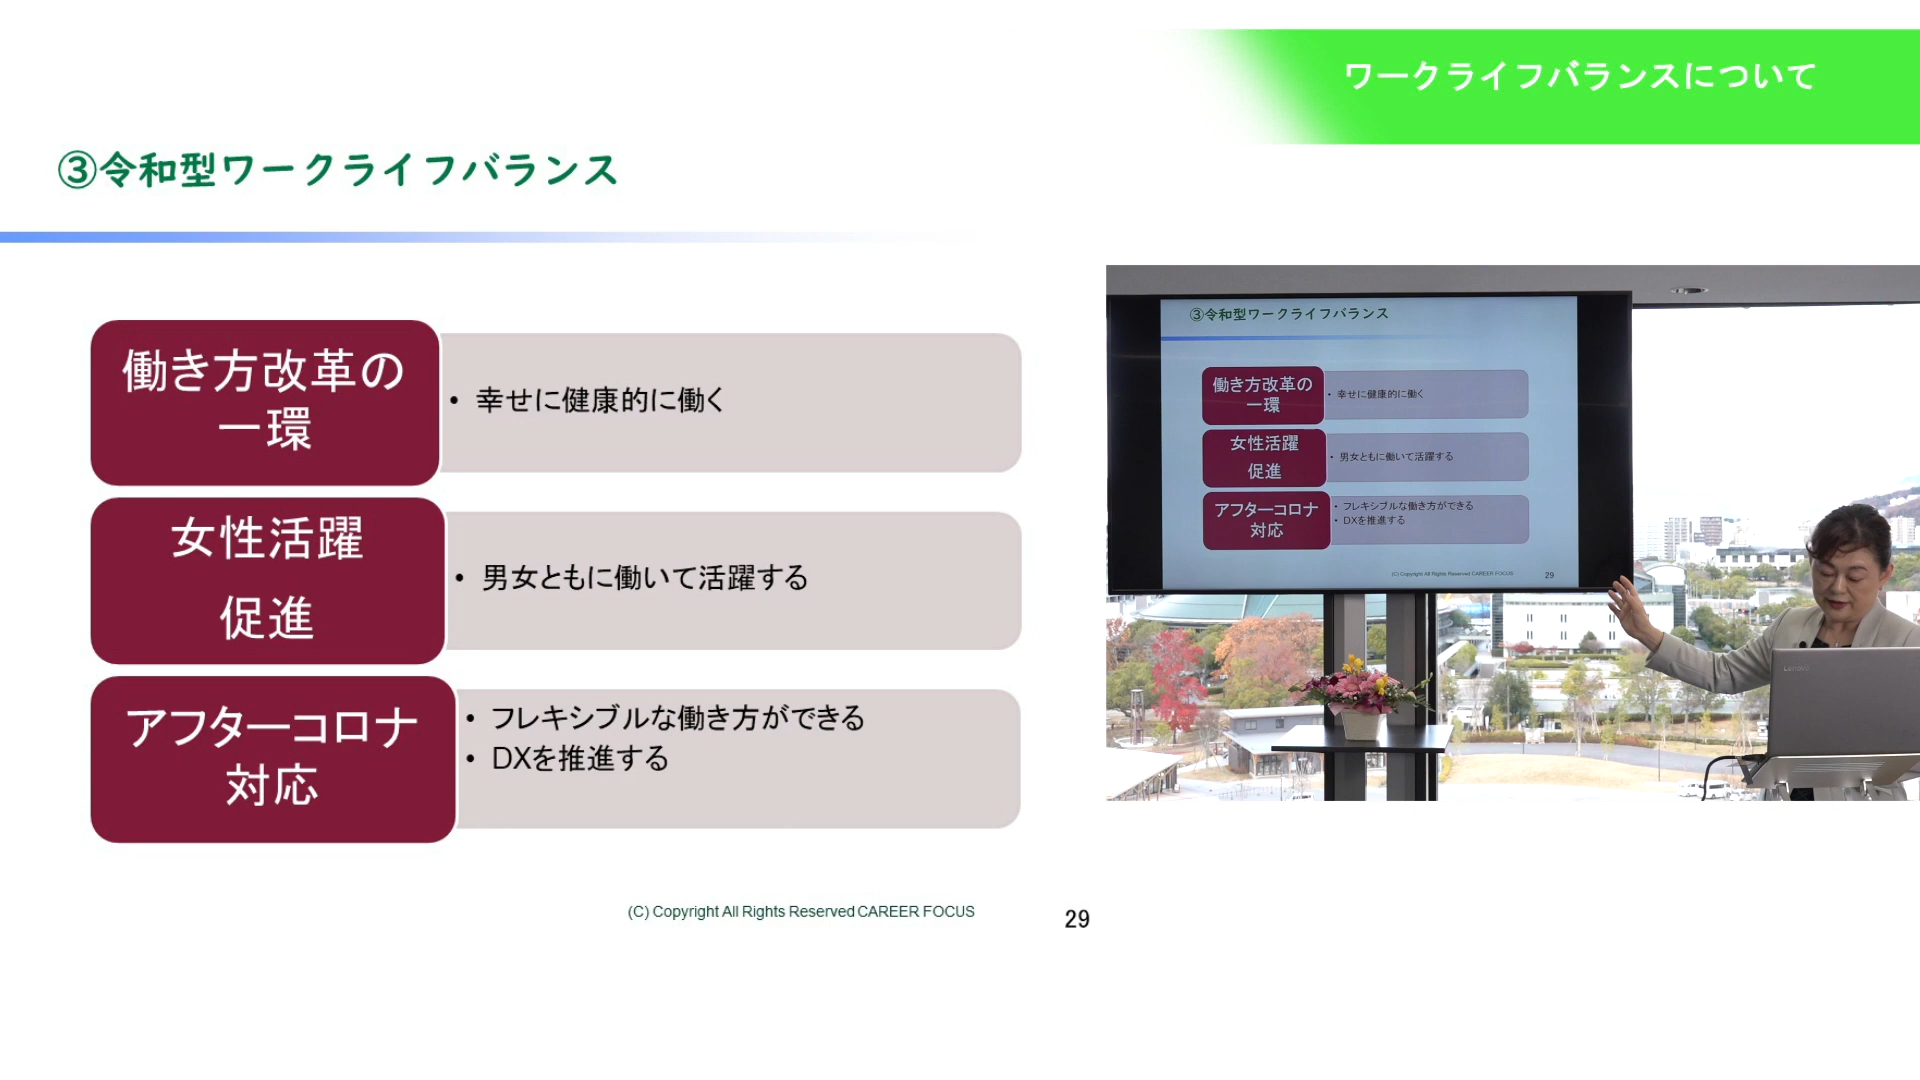 ワークライフバランスについて
③令和型ワークライフバランス
働き方改革の
一環
• 幸せに健康的に働く
女性活躍
促進
• 男女ともに働いて活躍する
アフターコロナ
対応
• フレキシブルな働き方ができる
• DXを推進する
(C) Copyright All Rights Reserved CAREER FOCUS
29
③令和型ワークライフバランス
働き方改革の
一環
• 幸せに健康的に働く
女性活躍
促進
• 男女ともに働いて活躍する
アフターコロナ
対応
• フレキシブルな働き方ができる
• DXを推進する
(C) Copyright All Rights Reserved CAREER FOCUS
29
Lenovo